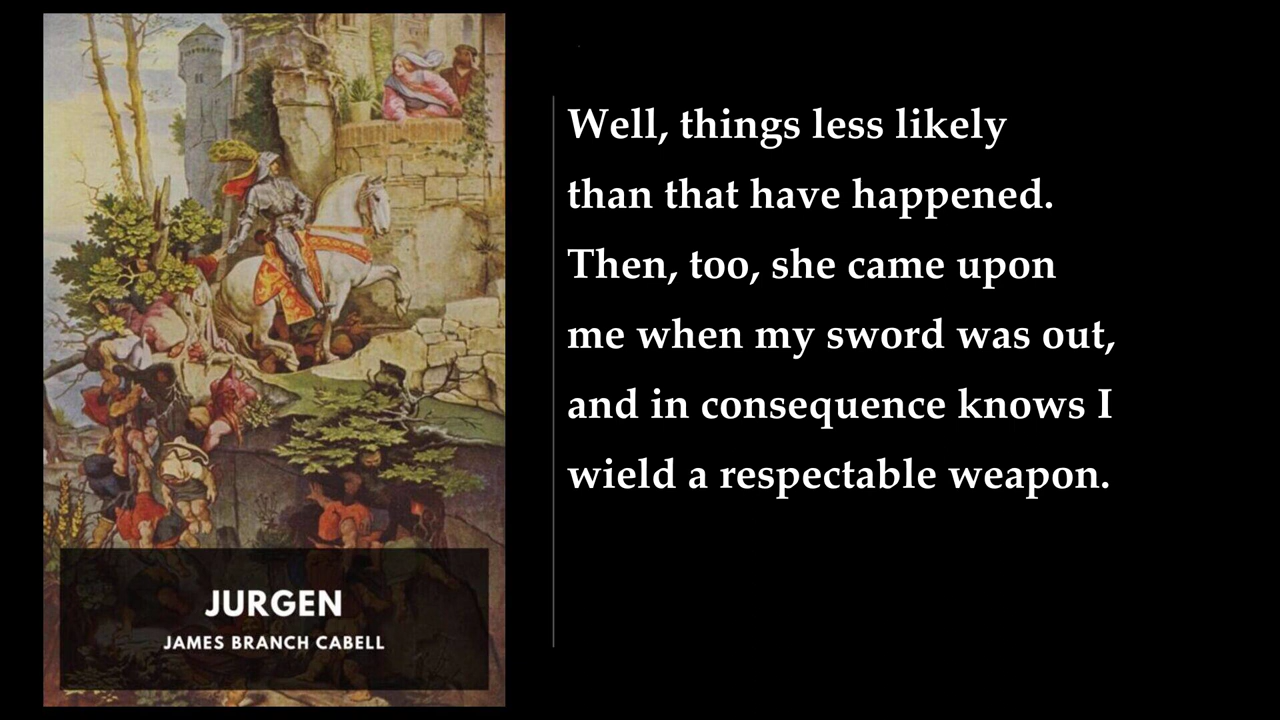 JURGEN
JAMES BRANCH CABELL
Well, things less likely
than that have happened.
Then, too, she came upon
me when my sword was out,
and in consequence knows I
wield a respectable weapon.